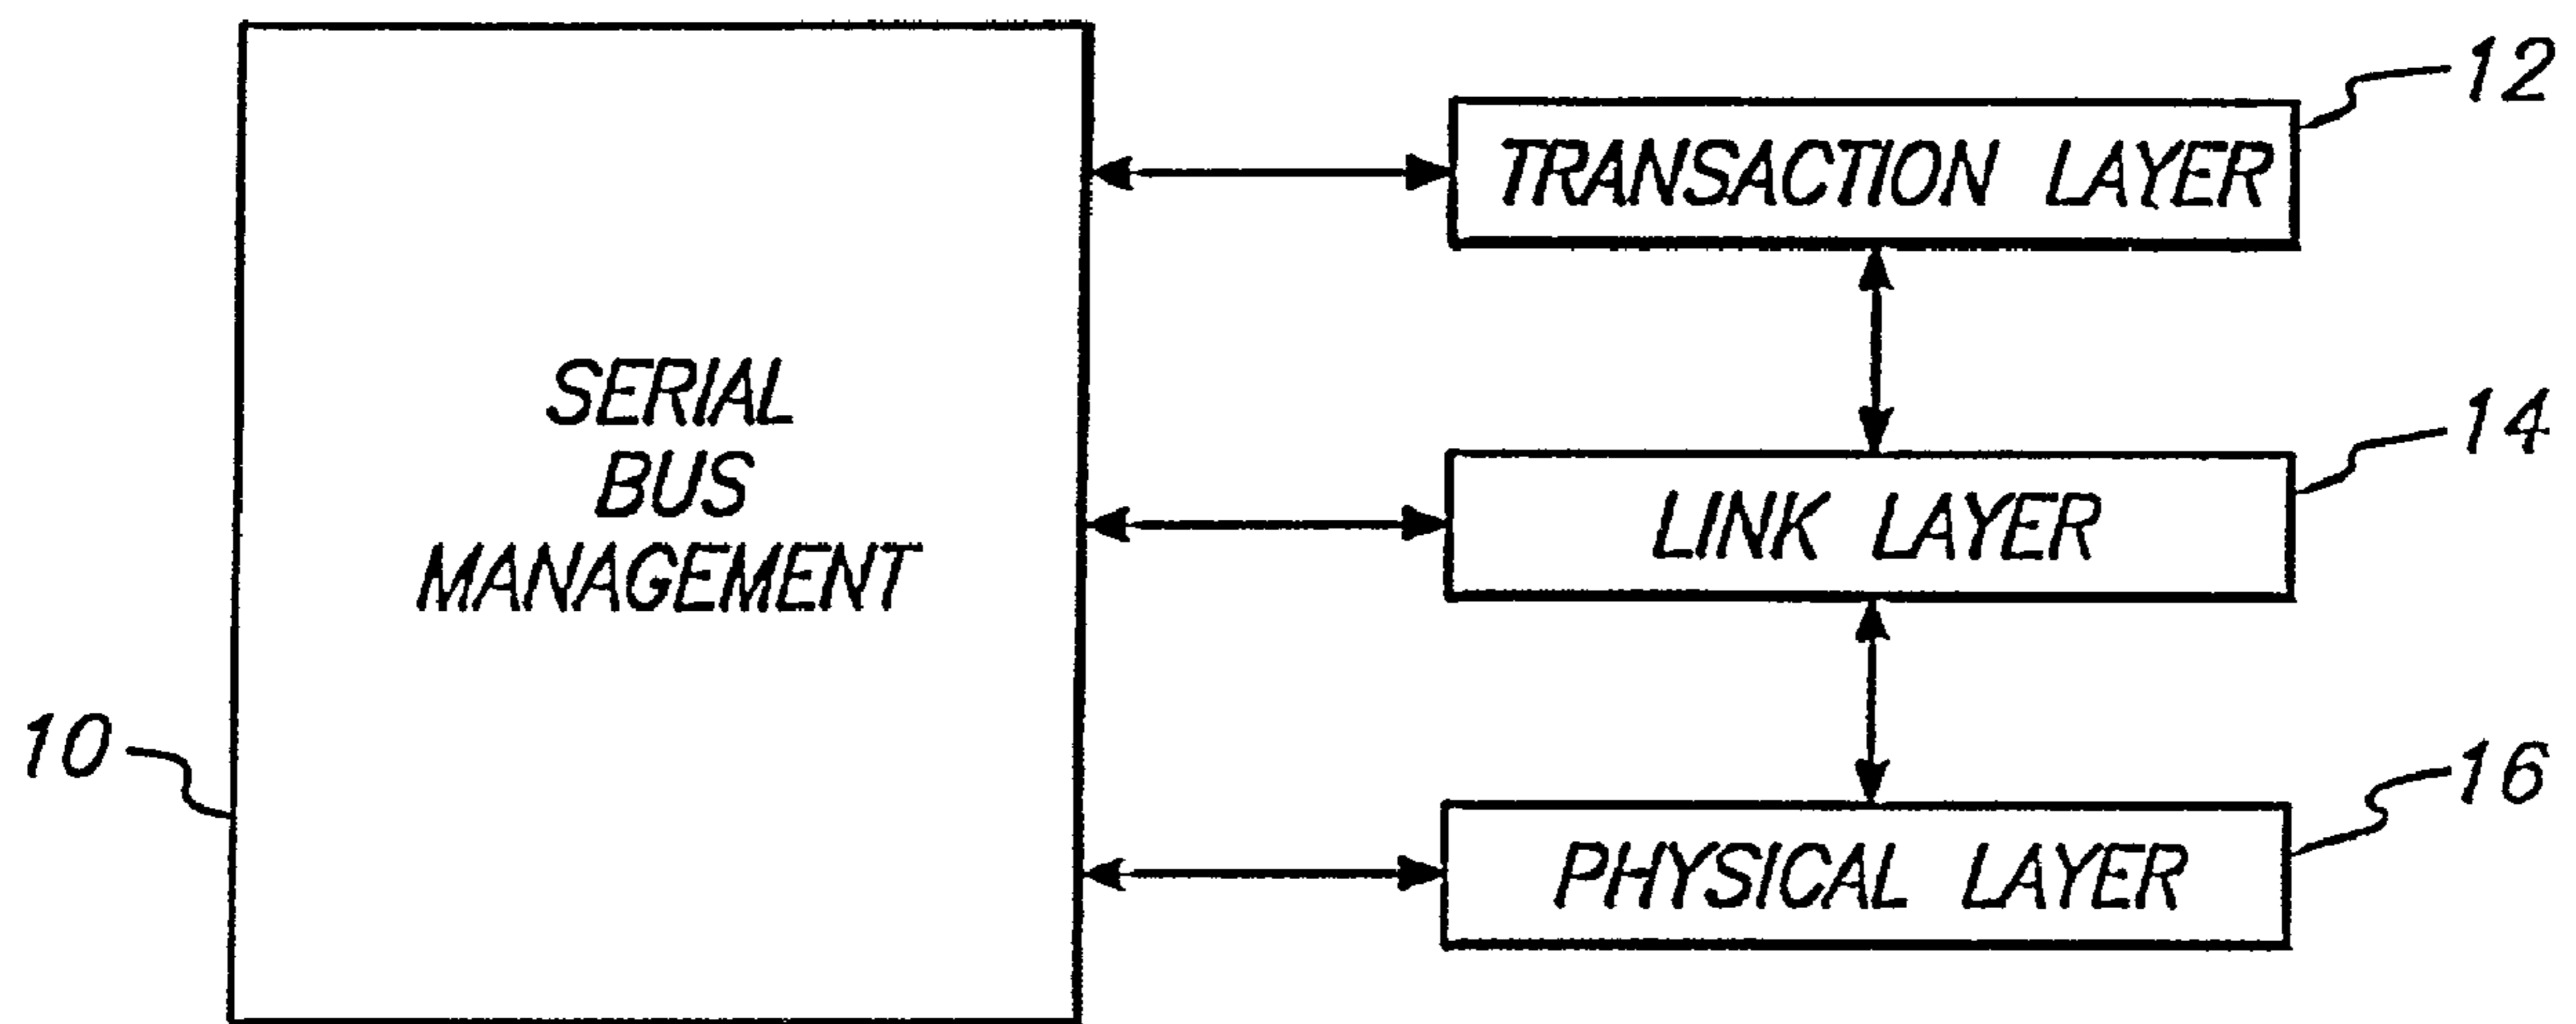 12
TRANSACTION LAYER
SERIAL
BUS
MANAGEMENT
14
LINK LAYER
10
16
PHYSICAL LAYER